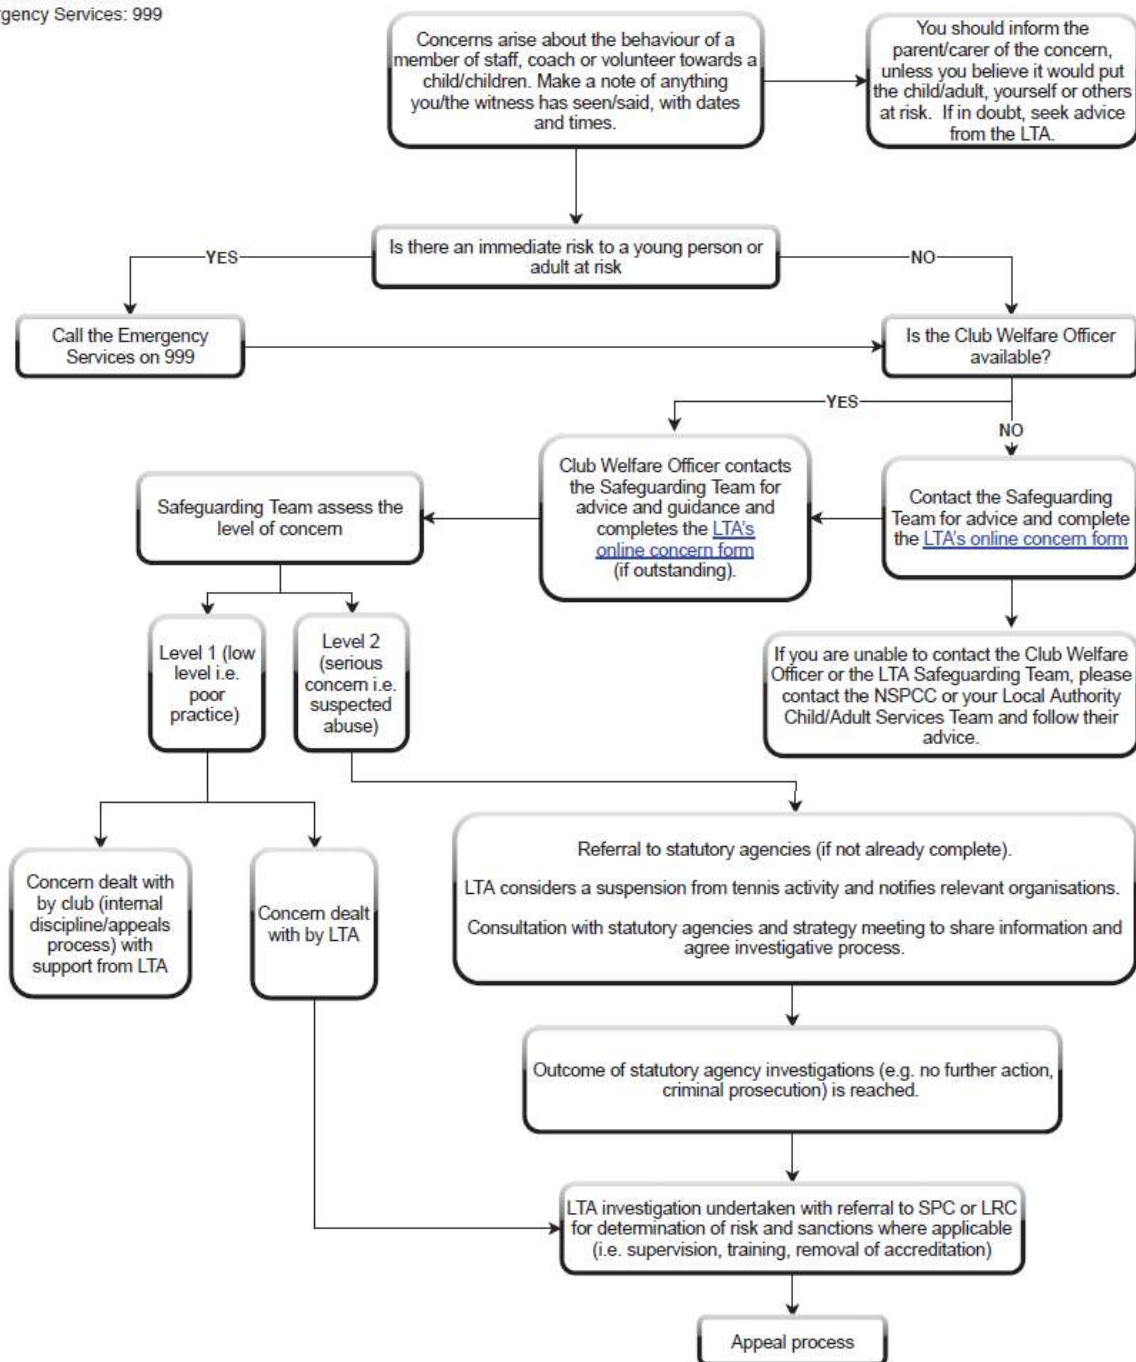 Emergency Services: 999
Concerns arise about the behaviour of a
member of staff, coach or volunteer towards a
child/children. Make a note of anything
you/the witness has seen/said, with dates
and times.
You should inform the
parent/carer of the concern,
unless you believe it would put
the child/adult, yourself or others
at risk. If in doubt, seek advice
from the LTA.
Is there an immediate risk to a young person or
adult at risk
YES
NO
Call the Emergency
Services on 999
Is the Club Welfare Officer
available?
YES
NO
Club Welfare Officer contacts
the Safeguarding Team for
advice and guidance and
completes the LTA's
online concern form
(if outstanding).
Contact the Safeguarding
Team for advice and complete
the LTA's online concern form
Safeguarding Team assess the
level of concern
Level 1 (low
level i.e.
poor
practice)
Level 2
(serious
concern i.e.
suspected
abuse)
If you are unable to contact the Club Welfare
Officer or the LTA Safeguarding Team, please
contact the NSPCC or your Local Authority
Child/Adult Services Team and follow their
advice.
Concern dealt with
by club (internal
discipline/appeals
process) with
support from LTA
Concern dealt
with by LTA
Referral to statutory agencies (if not already complete).
LTA considers a suspension from tennis activity and notifies relevant organisations.
Consultation with statutory agencies and strategy meeting to share information and
agree investigative process.
Outcome of statutory agency investigations (e.g. no further action,
criminal prosecution) is reached.
LTA investigation undertaken with referral to SPC or LRC
for determination of risk and sanctions where applicable
(i.e. supervision, training, removal of accreditation)
Appeal process